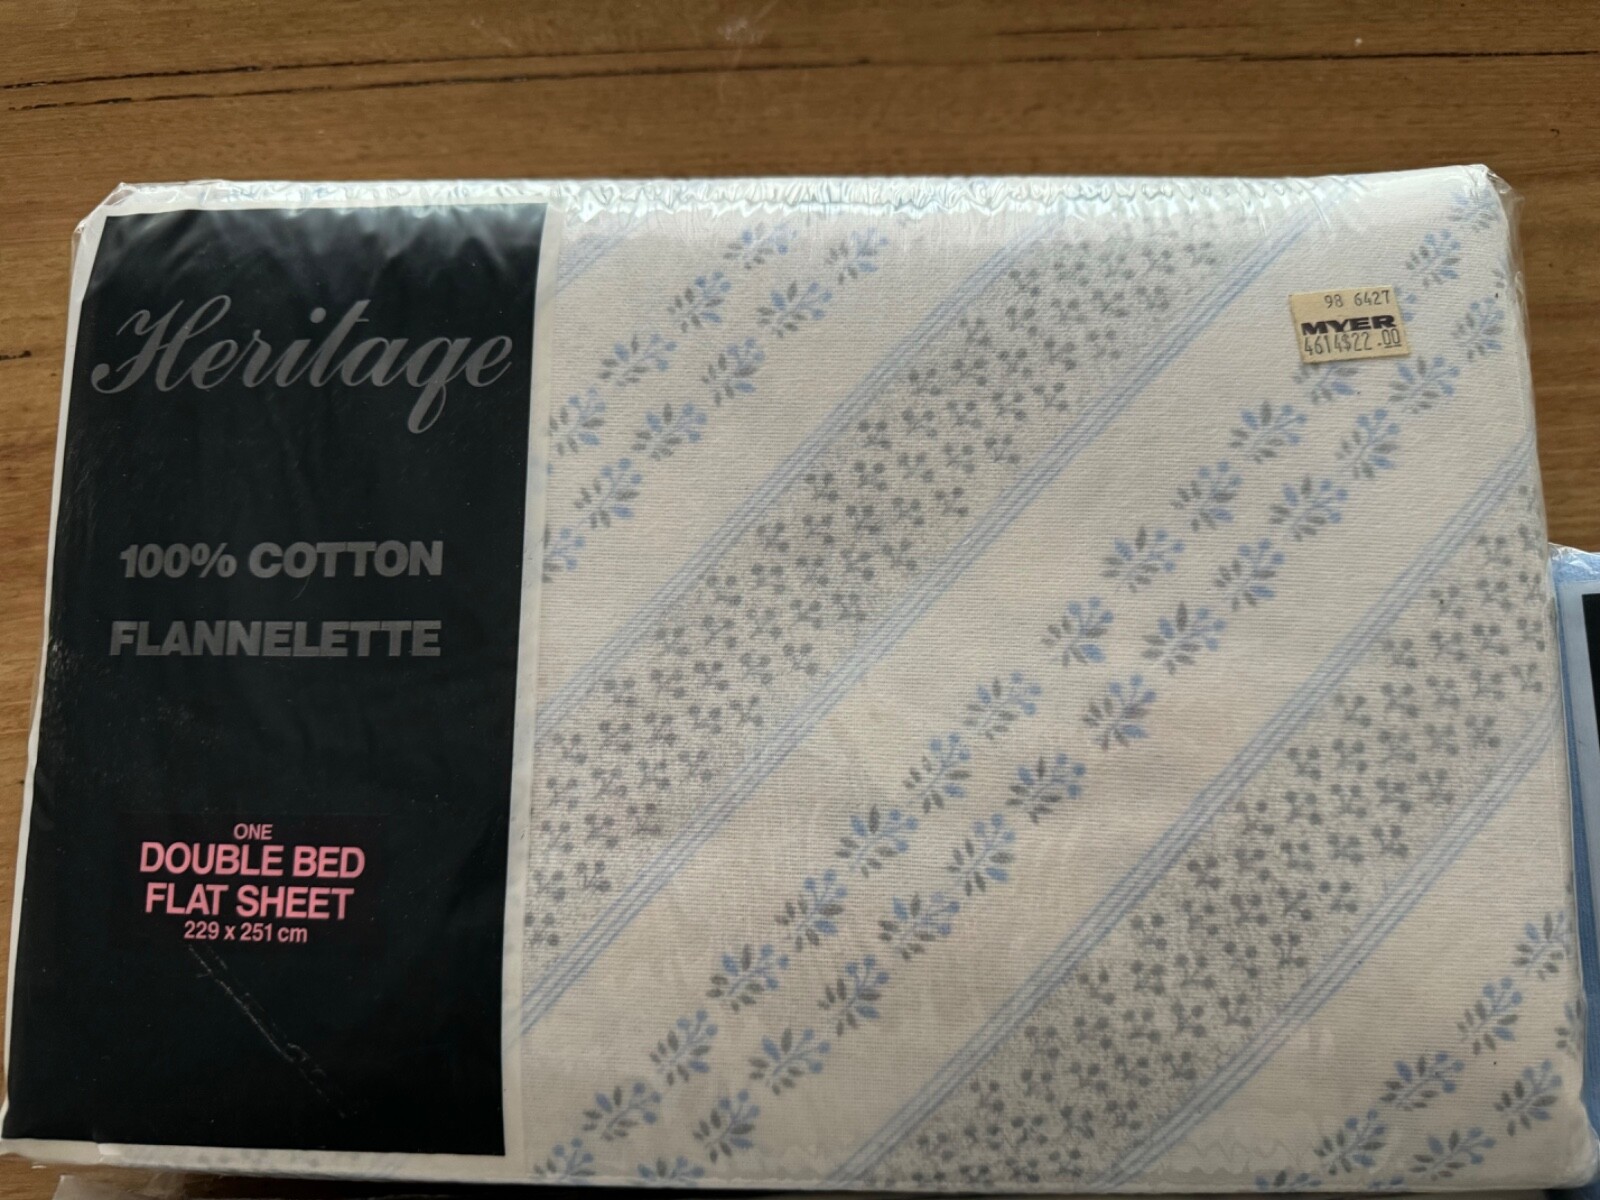 Heritage
100% COTTON
FLANNELETTE
ONE
DOUBLE BED
FLAT SHEET
229 x 251 cm
98 6427
MYER
4614$22.00